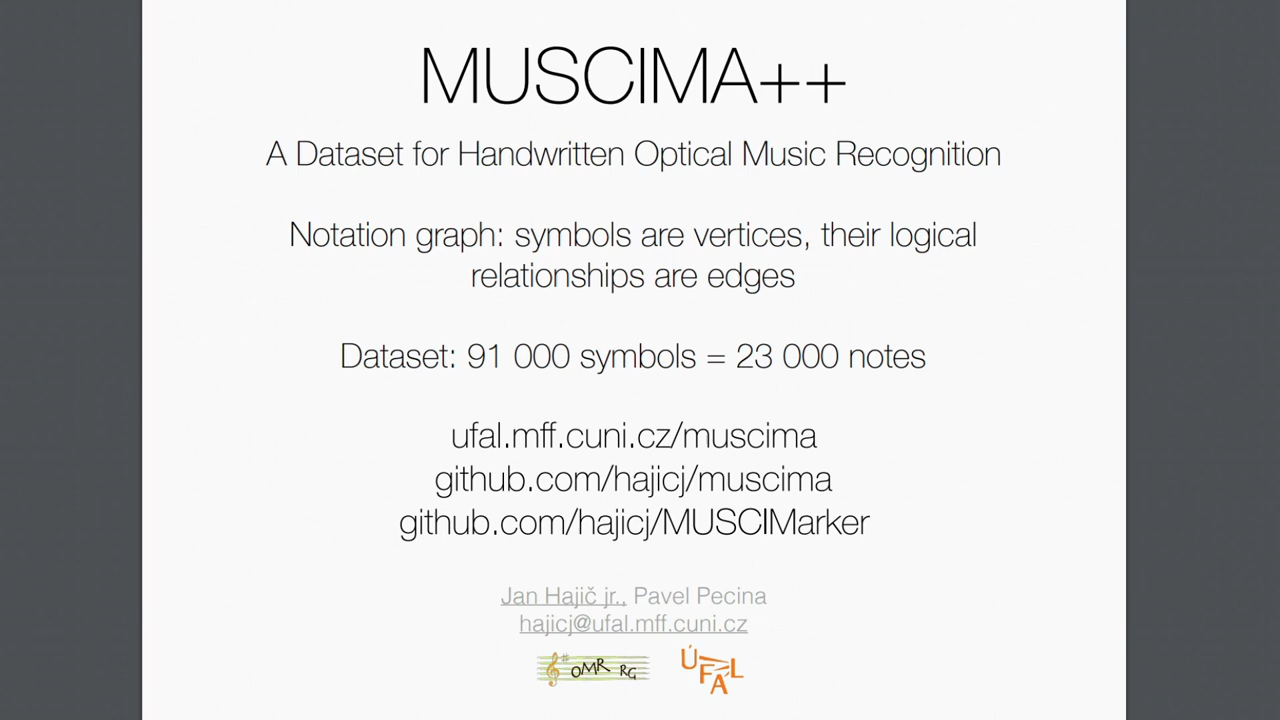 MUSCIMA++
A Dataset for Handwritten Optical Music Recognition
Notation graph: symbols are vertices, their logical
relationships are edges
Dataset: 91 000 symbols = 23 000 notes
ufal.mff.cuni.cz/muscima
github.com/hajicj/muscima
github.com/hajicj/MUSCIMarker
Jan Hajič jr., Pavel Pecina
hajicj@ufal.mff.cuni.cz
OMR RG
ÚFAL